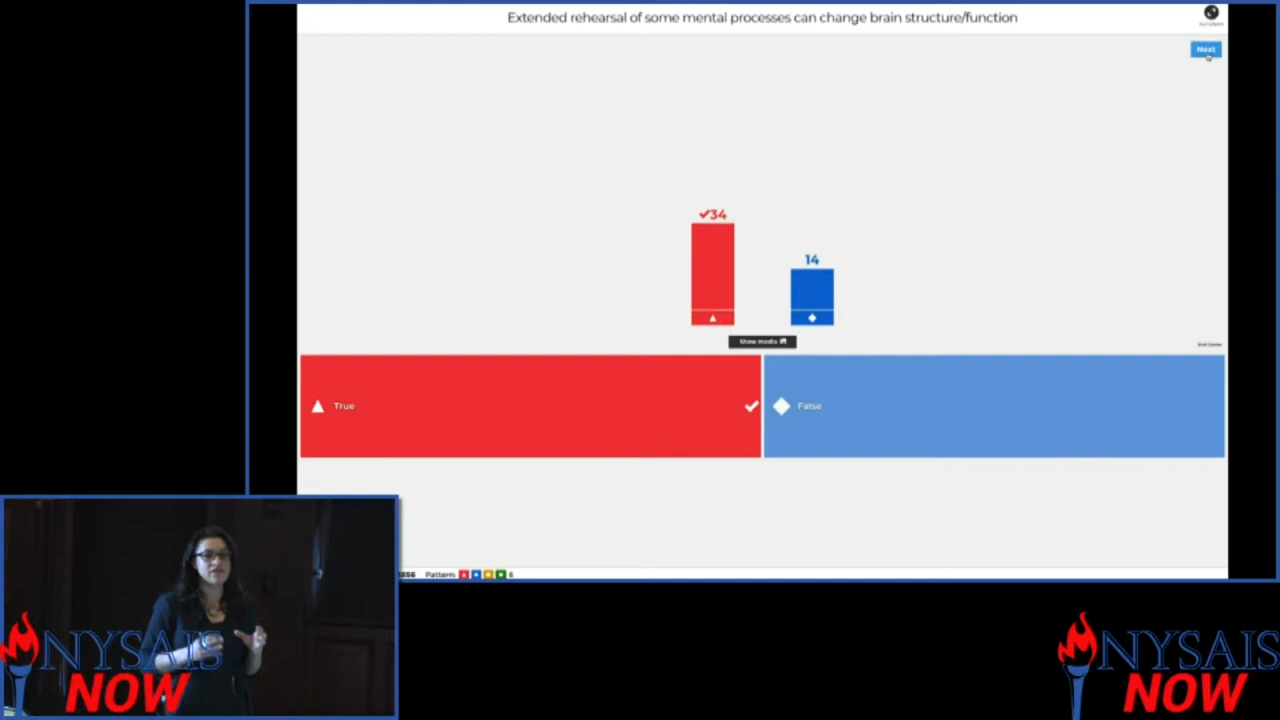 Extended rehearsal of some mental processes can change brain structure/function
Next
34
14
Show media
True
False
Pattern:
6
NYSAIS
NOW
NYSAIS
NOW